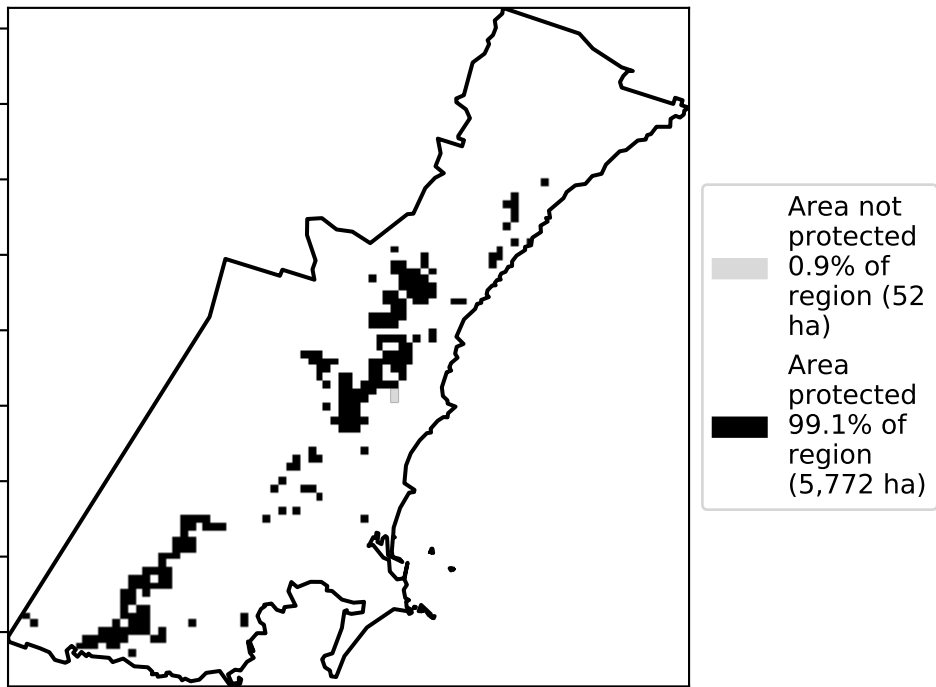 Area not
protected
0.9% of
region (52
ha)
Area
protected
99.1% of
region
(5,772 ha)